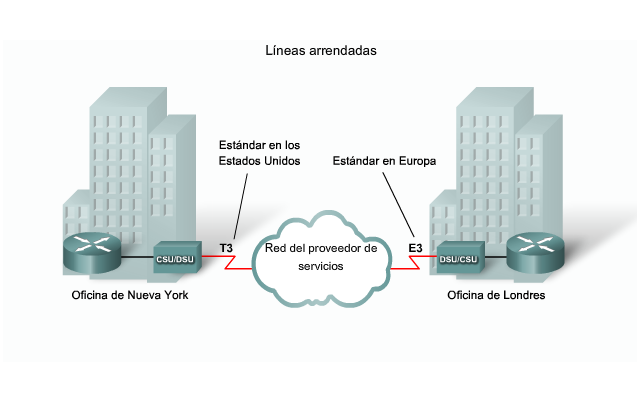 Líneas arrendadas
Estándar en los
Estados Unidos
Estándar en Europa
T3
Red del proveedor de
servicios
E3
CSU/DSU
DSU/CSU
Oficina de Nueva York
Oficina de Londres